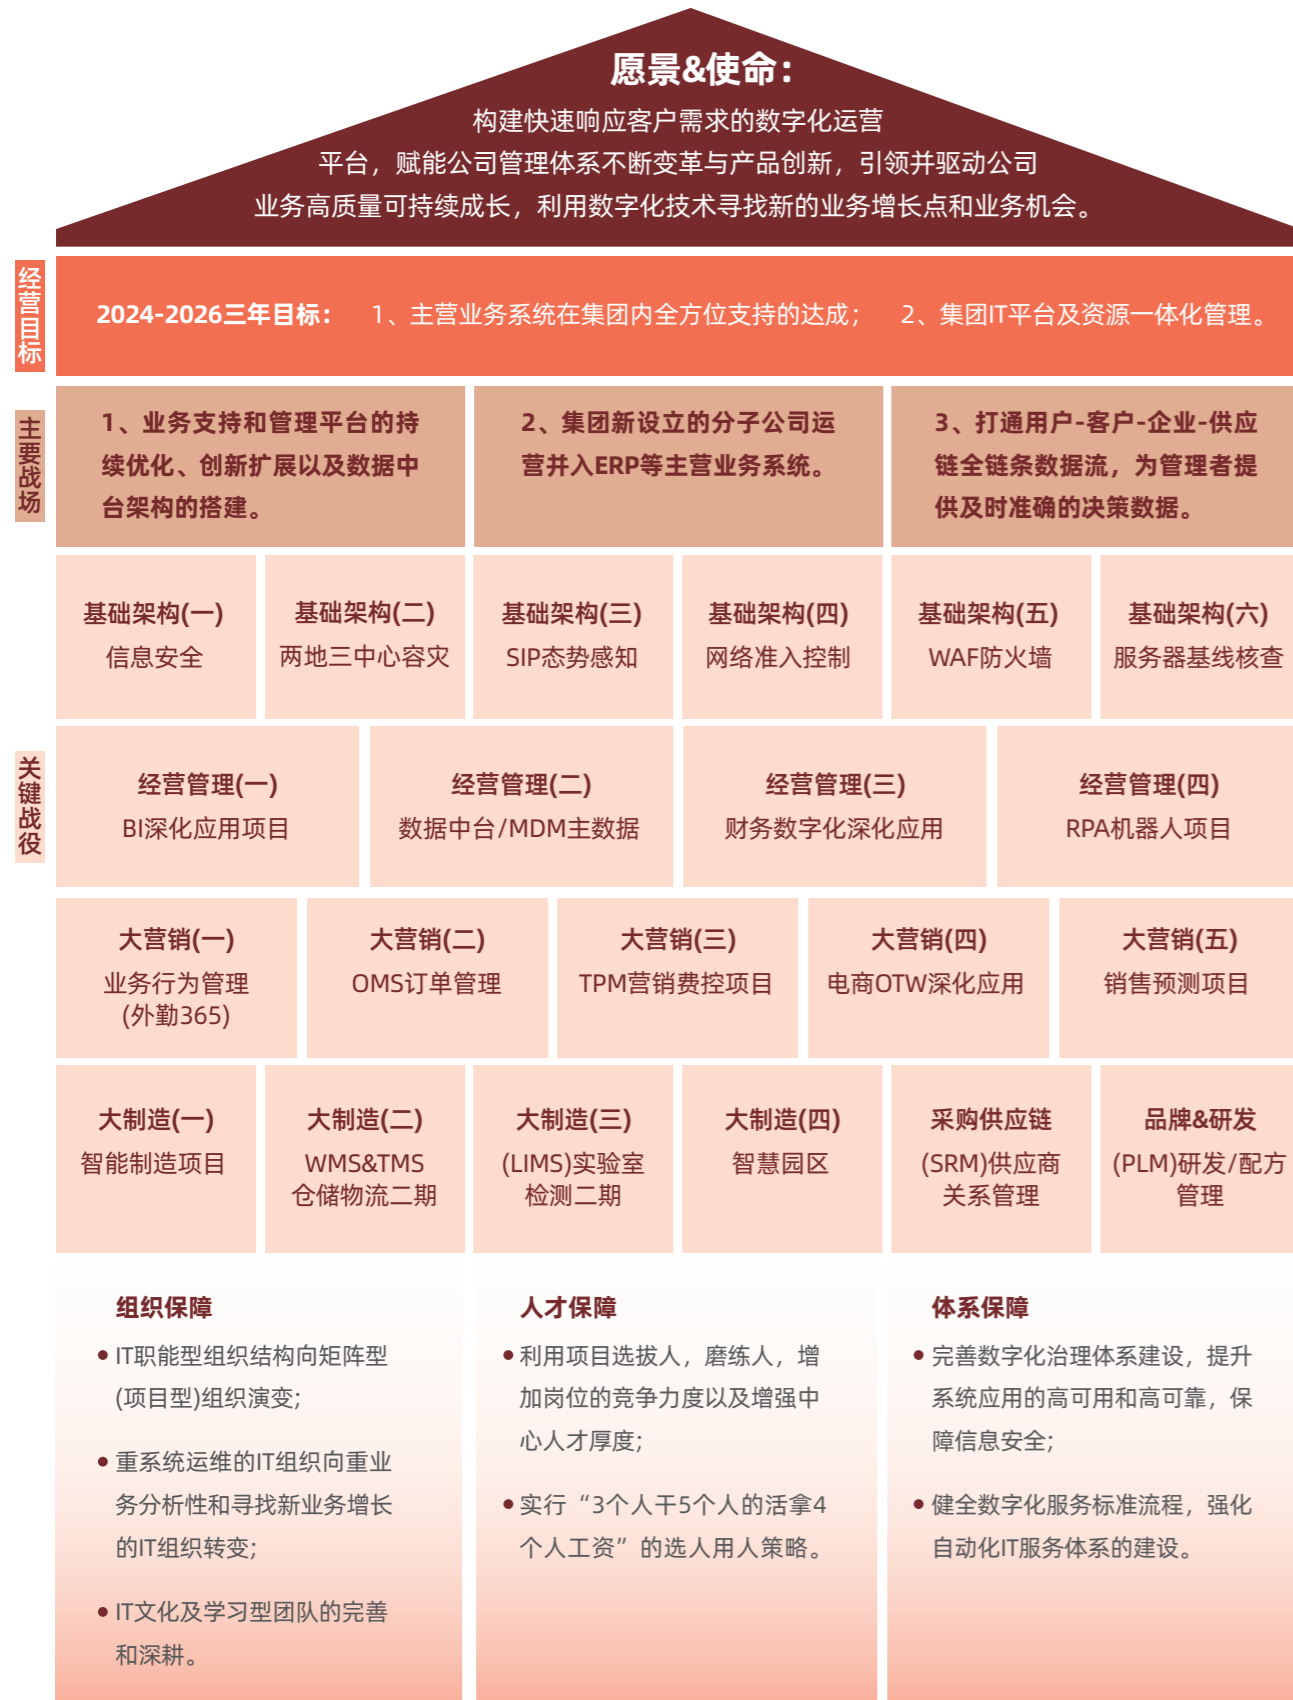 愿景&使命：
构建快速响应客户需求的数字化运营
平台，赋能公司管理体系不断变革与产品创新，引领并驱动公司
业务高质量可持续成长，利用数字化技术寻找新的业务增长点和业务机会。
经营目标
2024-2026三年目标： 1、主营业务系统在集团内全方位支持的达成； 2、集团IT平台及资源一体化管理。
主要战场
1、业务支持和管理平台的持
续优化、创新扩展以及数据中
台架构的搭建。
2、集团新设立的分子公司运
营并入ERP等主营业务系统。
3、打通用户-客户-企业-供应
链全链条数据流，为管理者提
供及时准确的决策数据。
关键战役
基础架构(一)
信息安全
基础架构(二)
两地三中心容灾
基础架构(三)
SIP态势感知
基础架构(四)
网络准入控制
基础架构(五)
WAF防火墙
基础架构(六)
服务器基线核查
经营管理(一)
BI深化应用项目
经营管理(二)
数据中台/MDM主数据
经营管理(三)
财务数字化深化应用
经营管理(四)
RPA机器人项目
大营销(一)
业务行为管理
(外勤365)
大营销(二)
OMS订单管理
大营销(三)
TPM营销费控项目
大营销(四)
电商OTW深化应用
大营销(五)
销售预测项目
大制造(一)
智能制造项目
大制造(二)
WMS&TMS
仓储物流二期
大制造(三)
(LIMS)实验室
检测二期
大制造(四)
智慧园区
采购供应链
(SRM)供应商
关系管理
品牌&研发
(PLM)研发/配方
管理
组织保障
• IT职能型组织结构向矩阵型
(项目型)组织演变；
• 重系统运维的IT组织向重业
务分析性和寻找新业务增长
的IT组织转变；
• IT文化及学习型团队的完善
和深耕。
人才保障
• 利用项目选拔人，磨练人，增
加岗位的竞争力度以及增强中
心人才厚度；
• 实行“3个人干5个人的活拿4
个人工资”的选人用人策略。
体系保障
• 完善数字化治理体系建设，提升
系统应用的高可用和高可靠，保
障信息安全；
• 健全数字化服务标准流程，强化
自动化IT服务体系的建设。